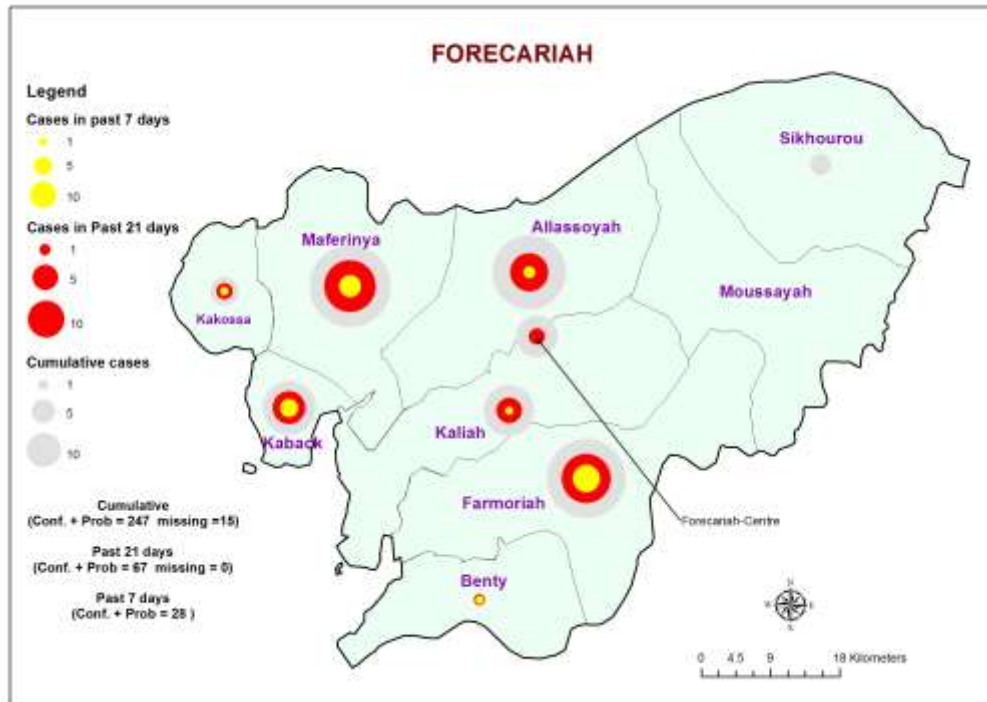 FORECARIAH
Legend
Cases in past 7 days
1
5
10
Cases in Past 21 days
1
5
10
Cumulative cases
1
5
10
Cumulative
(Conf. + Prob = 247 missing =15)
Past 21 days
(Conf. + Prob = 67 missing = 0)
Past 7 days
(Conf. + Prob = 28 )
Sikhourou
Allassoyah
Maferinya
Moussayah
Kakossa
Kaliah
Kaback
Farmoriah
Forecariah-Centre
Benty
N
W E
S
0 4.5 9 18 Kilometers